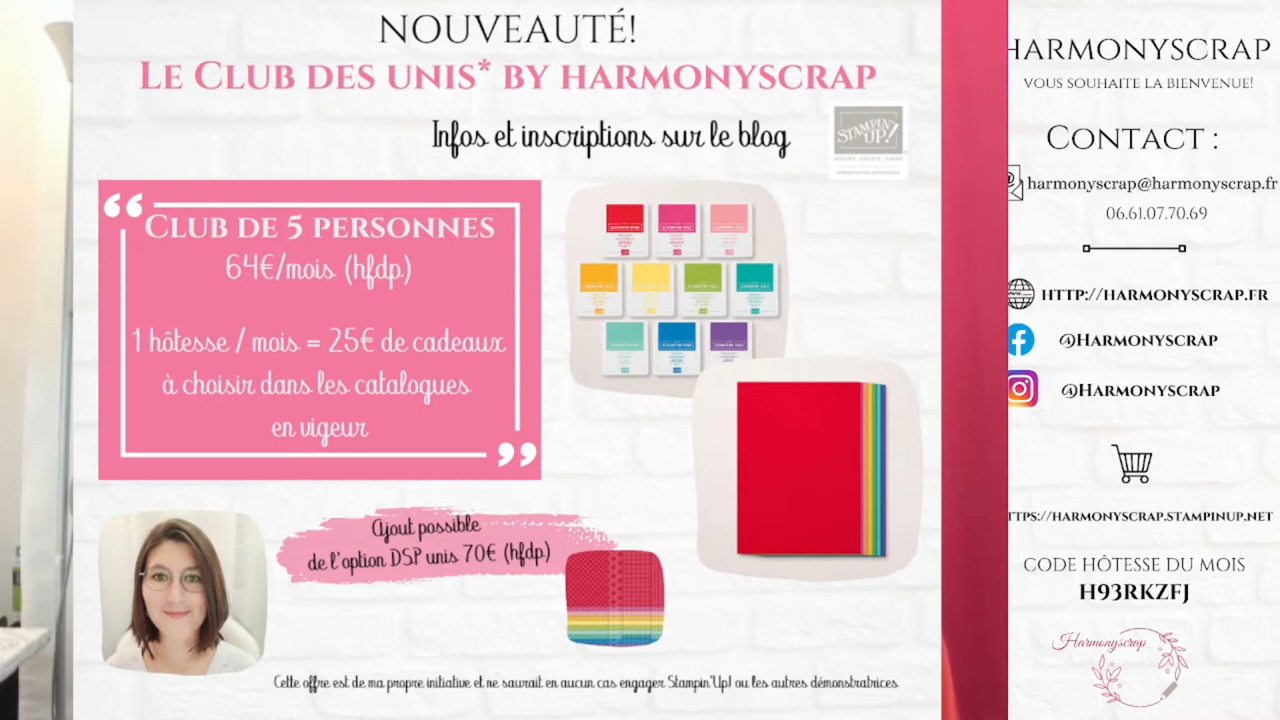 NOUVEAUTÉ!
LE CLUB DES UNIS* BY HARMONYSCRAP
Infos et inscriptions sur le blog
STAMPIN' UP!
CLUB DE 5 PERSONNES
64€/mois (hfdp)
1 hôtesse / mois = 25€ de cadeaux
à choisir dans les catalogues
en vigeur
Ajout possible
de l'option DSP unis 70€ (hfdp)
Cette offre est de ma propre initiative et ne saurait en aucun cas engager Stampin'Up! ou les autres démonstratrices
HARMONYSCRAP
VOUS SOUHAITE LA BIENVENUE!
CONTACT :
harmonyscrap@harmonyscrap.fr
06.61.07.70.69
HTTP://HARMONYSCRAP.FR
@HARMONYSCRAP
@HARMONYSCRAP
TTPS://HARMONYSCRAP.STAMPINUP.NET
CODE HÔTESSE DU MOIS
H93RKZFJ
Harmonyscrap